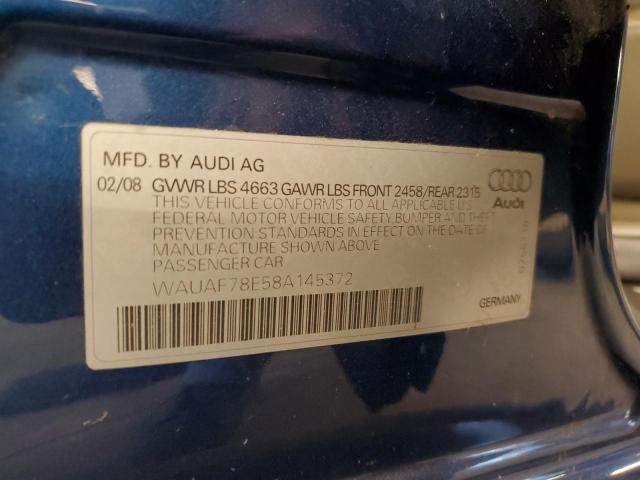 MFD. BY AUDI AG
02/08 GVWR LBS 4663 GAWR LBS FRONT 2458/REAR 2315
THIS VEHICLE CONFORMS TO ALL APPLICABLE U.S.
FEDERAL MOTOR VEHICLE SAFETY, BUMPER AND THEFT
PREVENTION STANDARDS IN EFFECT ON THE DATE OF
MANUFACTURE SHOWN ABOVE.
PASSENGER CAR
WAUAF78E58A145372
Audi
GERMANY